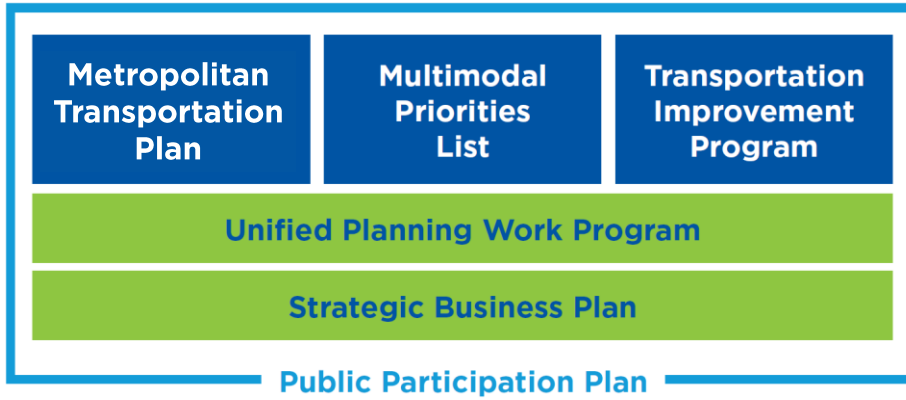 Metropolitan
Transportation
Plan
Multimodal
Priorities
List
Transportation
Improvement
Program
Unified Planning Work Program
Strategic Business Plan
Public Participation Plan